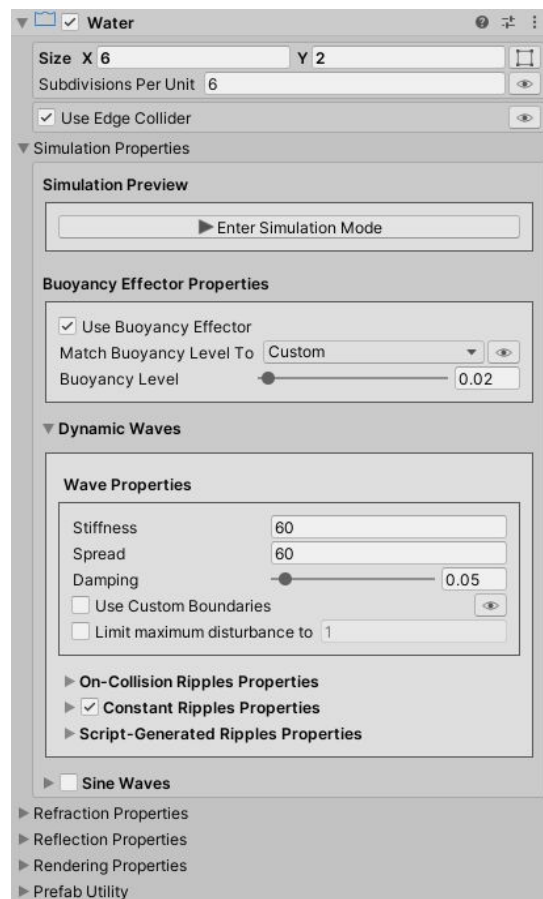 Water
Size X 6 Y 2
Subdivisions Per Unit 6
Use Edge Collider
Simulation Properties
Simulation Preview
Enter Simulation Mode
Buoyancy Effector Properties
Use Buoyancy Effector
Match Buoyancy Level To Custom
Buoyancy Level 0.02
Dynamic Waves
Wave Properties
Stiffness 60
Spread 60
Damping 0.05
Use Custom Boundaries
Limit maximum disturbance to 1
On-Collision Ripples Properties
Constant Ripples Properties
Script-Generated Ripples Properties
Sine Waves
Refraction Properties
Reflection Properties
Rendering Properties
Prefab Utility